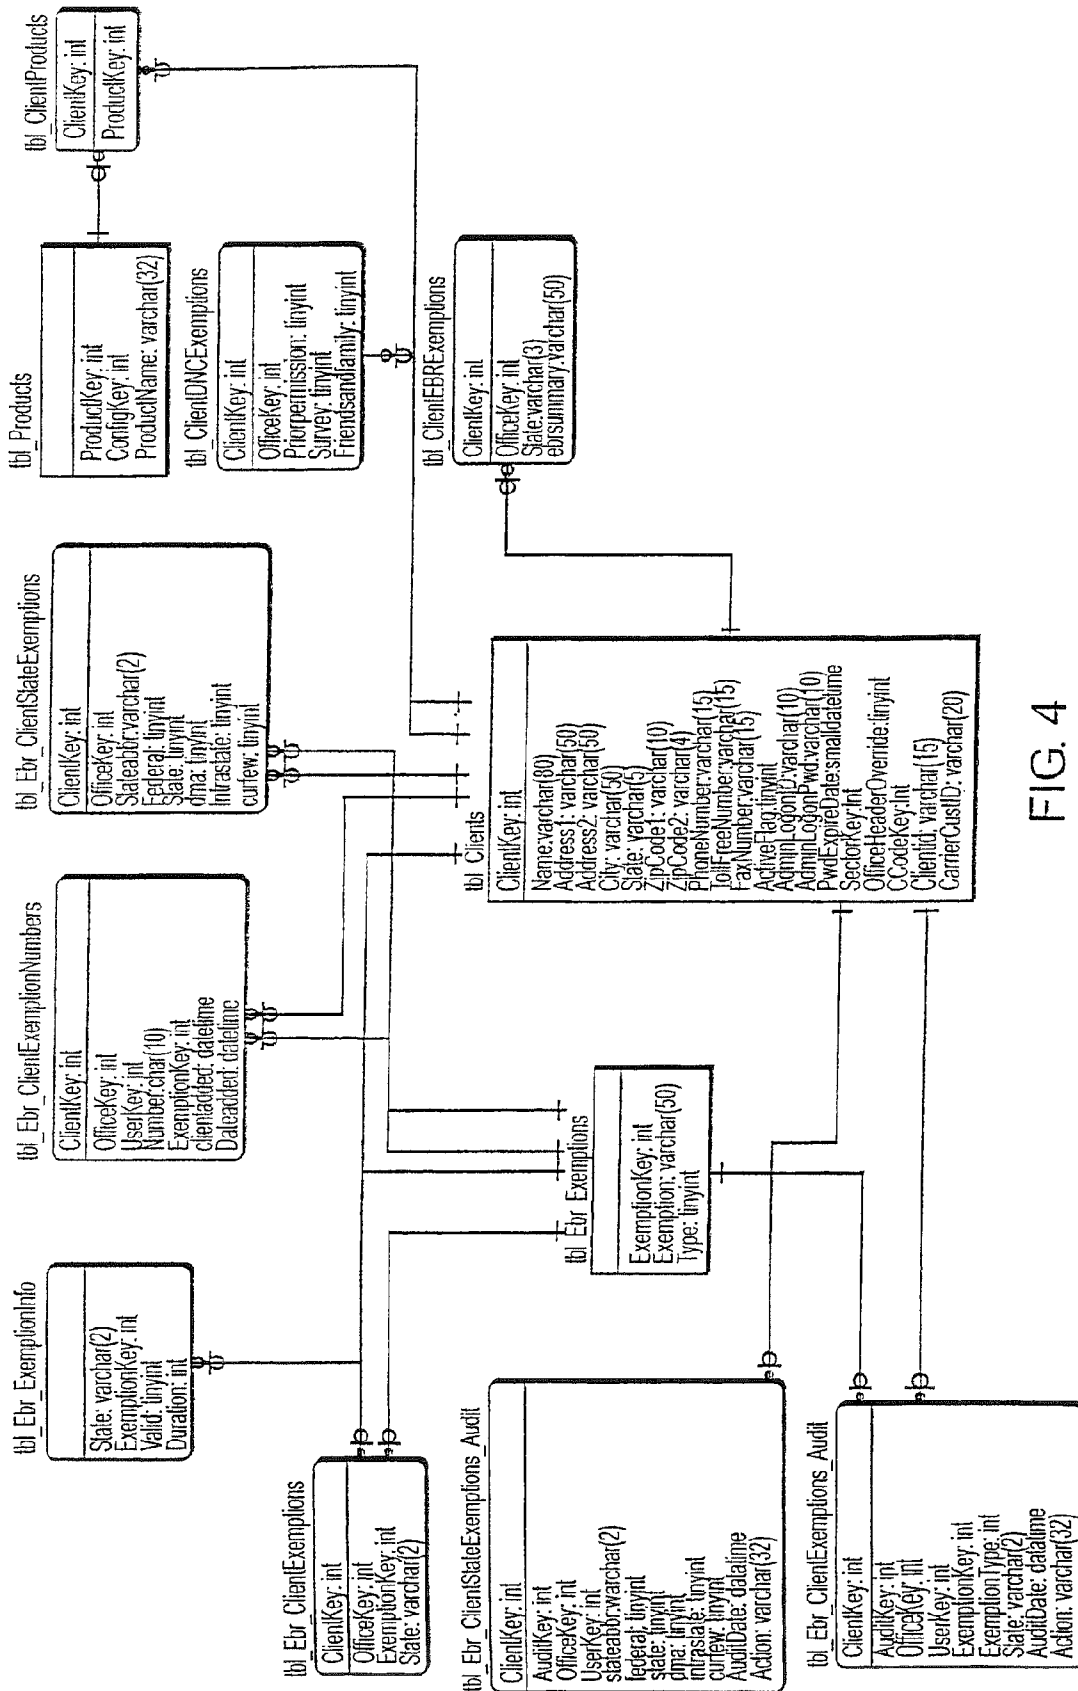 tbl_Ebr_ExemptionInfo
State: varchar(2)
ExemptionKey: int
Valid: tinyint
Duration: int
tbl_Ebr_ClientExemptionNumbers
ClientKey: int
OfficeKey: int
UserKey: int
Number:char(10)
ExemptionKey: int
clientadded: datetime
Dateadded: datetime
tbl_Ebr_ClientStateExemptions
ClientKey: int
OfficeKey: int
Stateabbr:varchar(2)
Federal: tinyint
State: tinyint
dma: tinyint
Intrastate: tinyint
curfew: tinyint
tbl_Products
ProductKey: int
ConfigKey: int
ProductName: varchar(32)
tbl_ClientProducts
ClientKey: int
ProductKey: int
tbl_ClientDNCExemptions
ClientKey: int
OfficeKey: int
Priorpermission: tinyint
Survey: tinyint
Friendsandfamily: tinyint
tbl_Ebr_ClientExemptions
ClientKey: int
OfficeKey: int
ExemptionKey: int
State: varchar(2)
tbl_Ebr_Exemptions
ExemptionKey: int
Exemption: varchar(50)
Type: tinyint
tbl_Clients
ClientKey: int
Name:varchar(80)
Address1: varchar(50)
Address2: varchar(50)
City: varchar(50)
State: varchar(5)
ZipCode1: varchar(10)
ZipCode2: varchar(4)
PhoneNumber:varchar(15)
TollFreeNumber:varchar(15)
FaxNumber:varchar(15)
ActiveFlag:tinyint
AdminLogonID:varchar(10)
AdminLogonPwd:varchar(10)
PwdExpireDate:smalldatetime
SectorKey:Int
OfficeHeaderOverride:tinyint
CCodeKey:Int
Clientid: varchar(15)
CarrierCustID: varchar(20)
tbl_ClientEBRExemptions
ClientKey: int
OfficeKey: int
State:varchar(3)
ebrsummary:varchar(50)
tbl_Ebr_ClientStateExemptions_Audit
ClientKey: int
AuditKey: int
OfficeKey: int
UserKey: int
stateabbr:varchar(2)
federal: tinyint
state: tinyint
dma: tinyint
intrastate: tinyint
curfew: tinyint
AuditDate: datatime
Action: varchar(32)
tbl_Ebr_ClientExemptions_Audit
ClientKey: int
AuditKey: int
OfficeKey: int
UserKey: int
ExemptionKey: int
ExemptionType: int
State: varchar(2)
AuditDate: datatime
Action: varchar(32)
FIG. 4